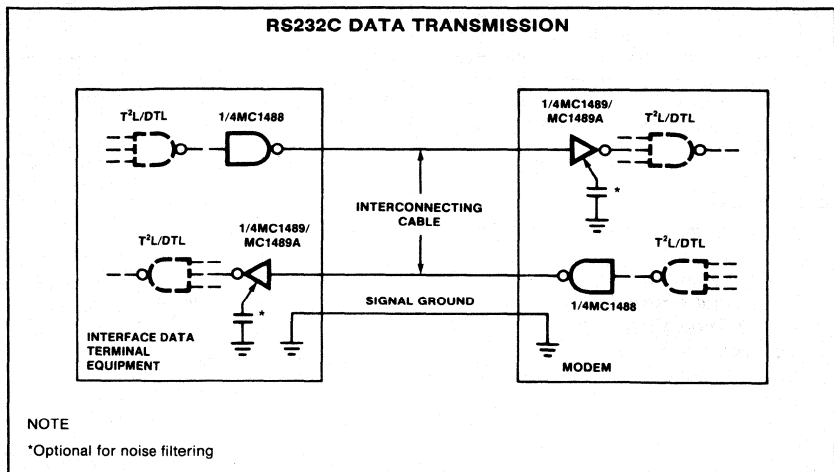 RS232C DATA TRANSMISSION
T²L/DTL
1/4MC1488
1/4MC1489/
MC1489A
T²L/DTL
*
INTERCONNECTING
CABLE
T²L/DTL
1/4MC1489/
MC1489A
*
T²L/DTL
1/4MC1488
SIGNAL GROUND
INTERFACE DATA
TERMINAL
EQUIPMENT
MODEM
NOTE
*Optional for noise filtering